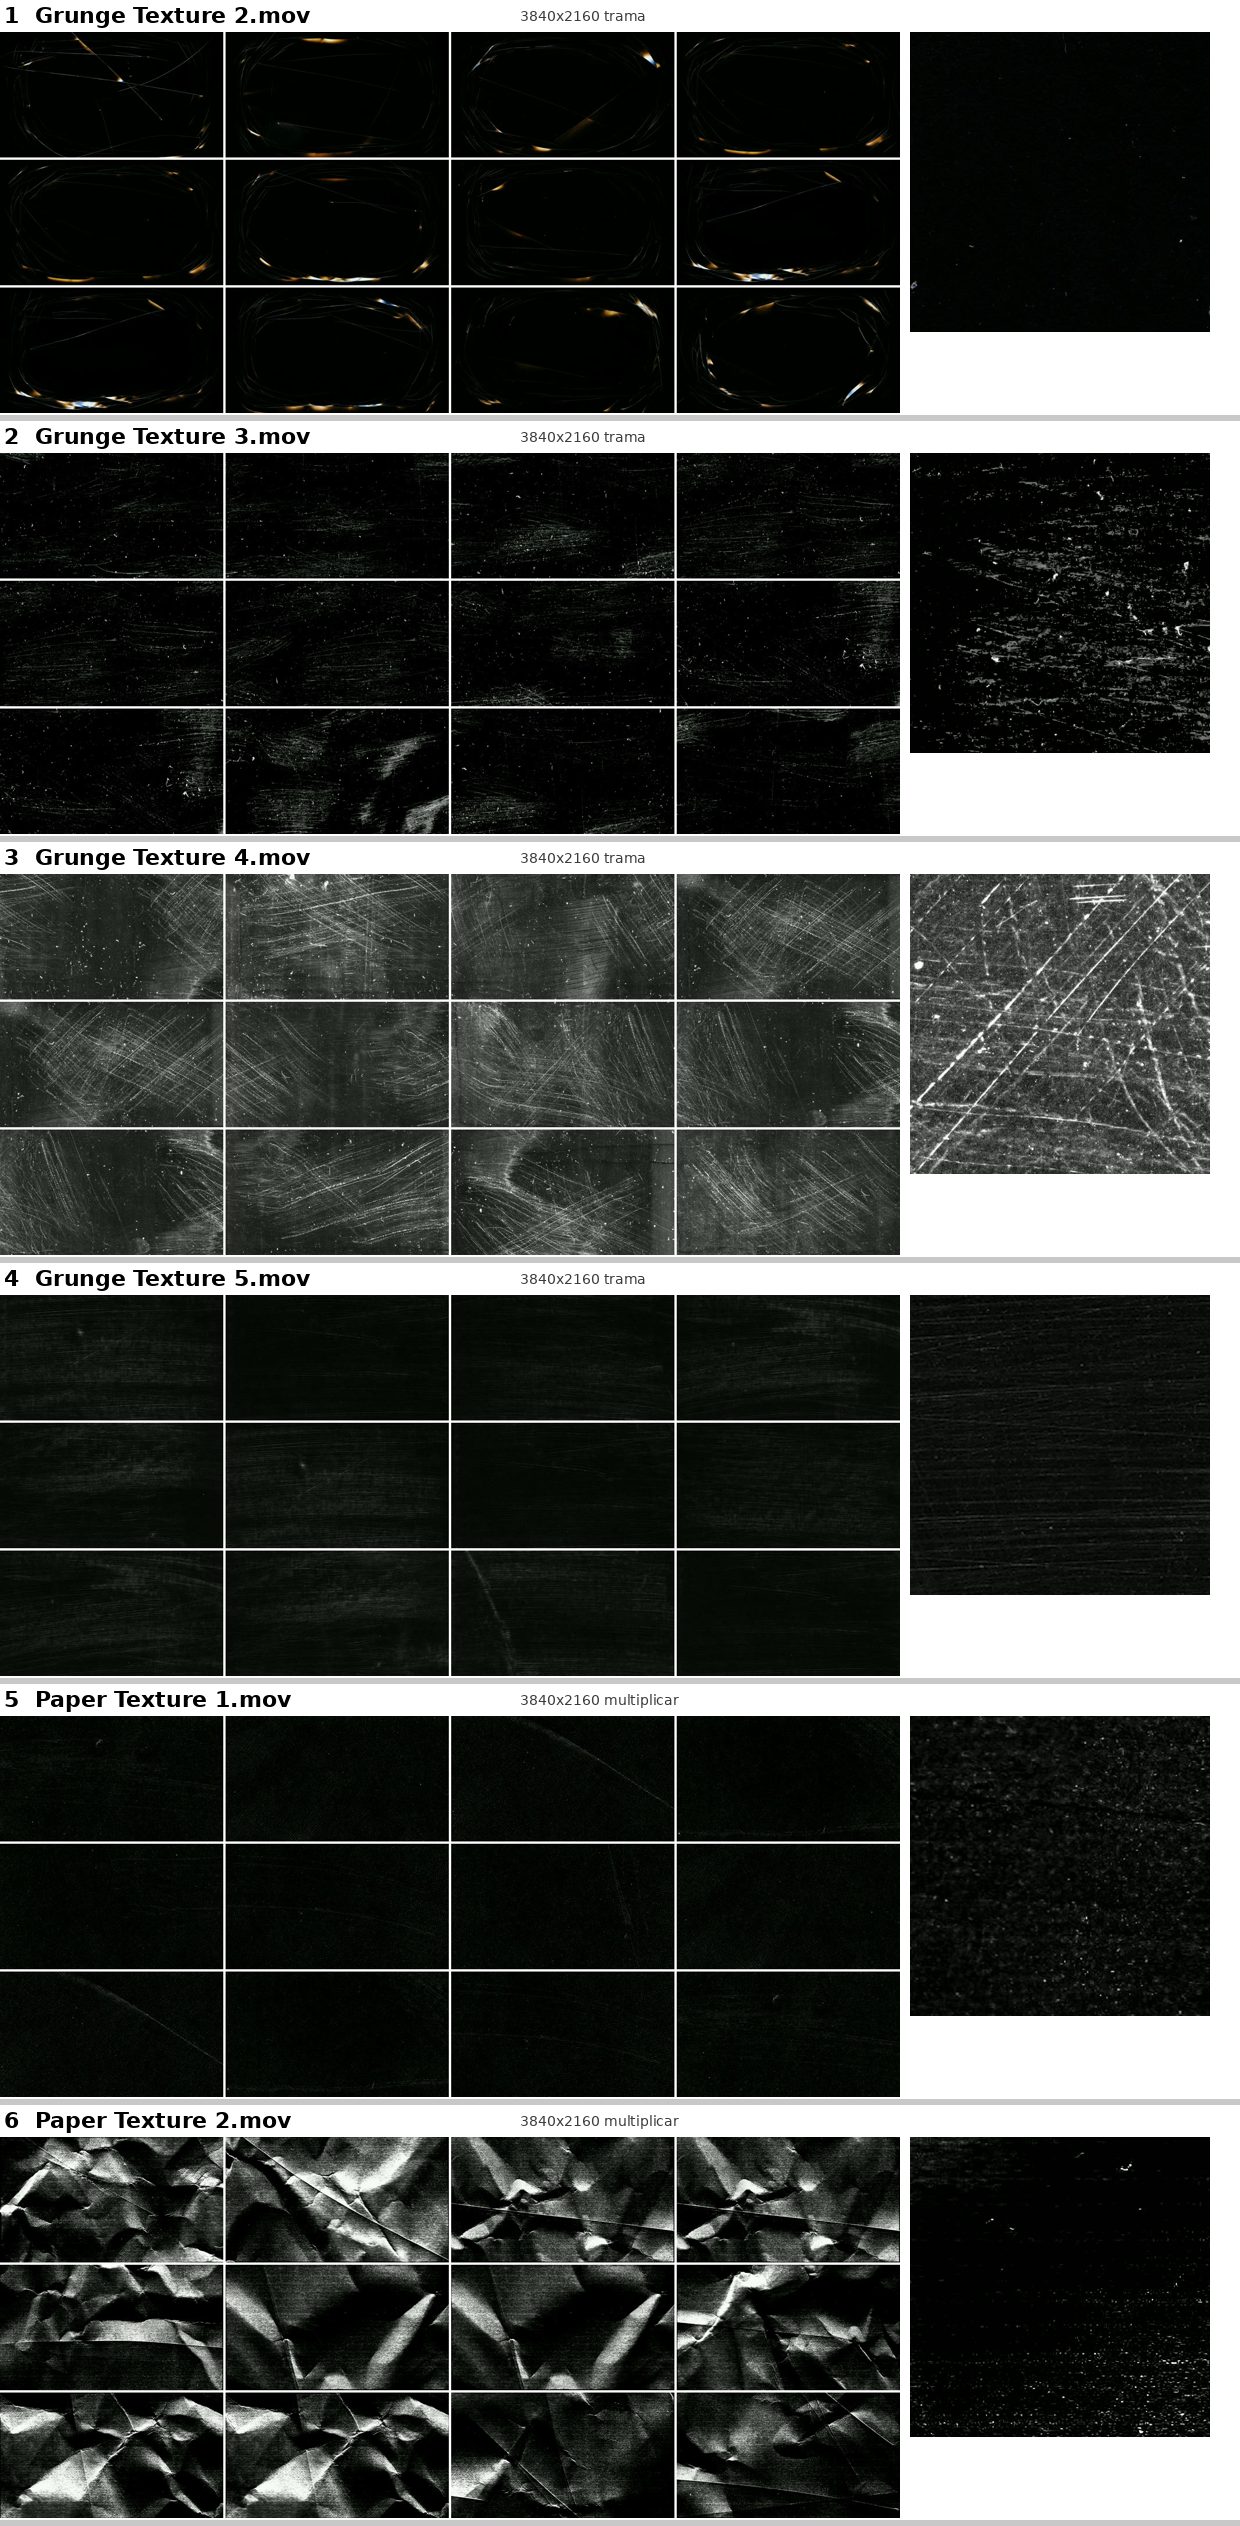 1 Grunge Texture 2.mov 3840x2160 trama
2 Grunge Texture 3.mov 3840x2160 trama
3 Grunge Texture 4.mov 3840x2160 trama
4 Grunge Texture 5.mov 3840x2160 trama
5 Paper Texture 1.mov 3840x2160 multiplicar
6 Paper Texture 2.mov 3840x2160 multiplicar